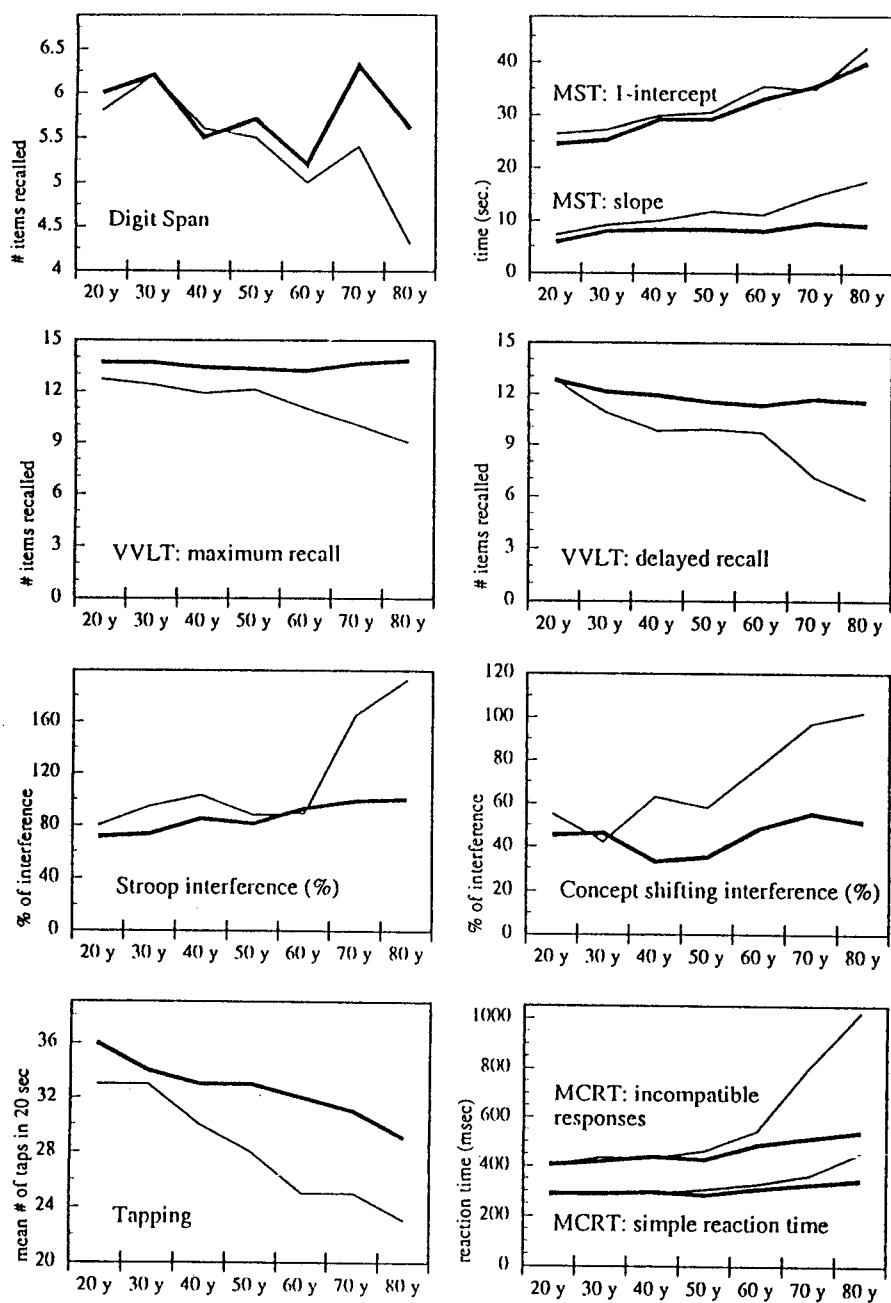 6.5
6
5.5
5
4.5
4
# items recalled
Digit Span
20 y 30 y 40 y 50 y 60 y 70 y 80 y
40
30
20
10
0
time (sec.)
MST: 1-intercept
MST: slope
20 y 30 y 40 y 50 y 60 y 70 y 80 y
15
12
9
6
3
0
# items recalled
VVLT: maximum recall
20 y 30 y 40 y 50 y 60 y 70 y 80 y
15
12
9
6
3
0
# items recalled
VVLT: delayed recall
20 y 30 y 40 y 50 y 60 y 70 y 80 y
160
120
80
40
0
% of interference
Stroop interference (%)
20 y 30 y 40 y 50 y 60 y 70 y 80 y
100
80
60
40
20
0
% of interference
Concept shifting interference (%)
20 y 30 y 40 y 50 y 60 y 70 y 80 y
36
32
28
24
20
mean # of taps in 20 sec
Tapping
20 y 30 y 40 y 50 y 60 y 70 y 80 y
1000
800
600
400
200
0
reaction time (msec)
MCRT: incompatible
responses
MCRT: simple reaction time
20 y 30 y 40 y 50 y 60 y 70 y 80 y